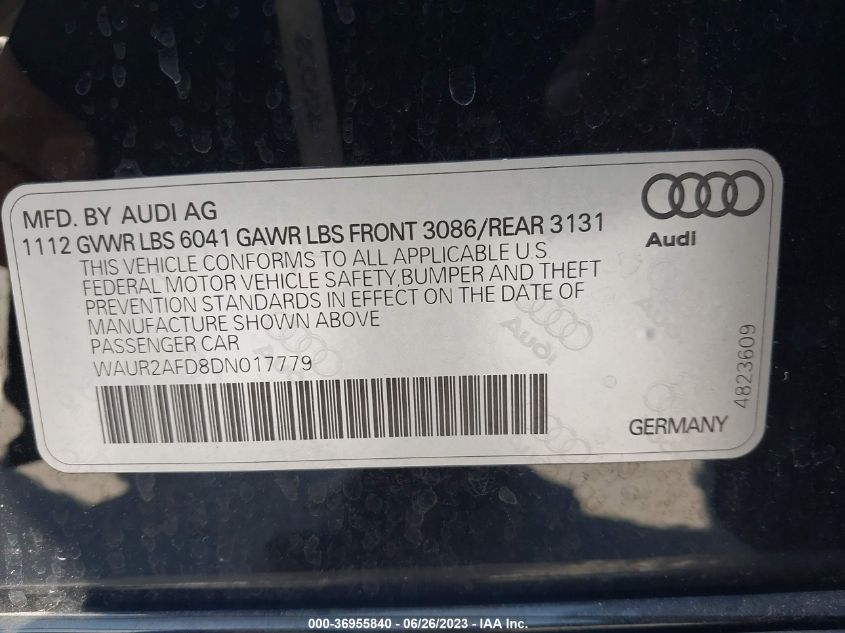 MFD. BY AUDI AG
1112 GVWR LBS 6041 GAWR LBS FRONT 3086/REAR 3131
THIS VEHICLE CONFORMS TO ALL APPLICABLE U.S.
FEDERAL MOTOR VEHICLE SAFETY, BUMPER AND THEFT
PREVENTION STANDARDS IN EFFECT ON THE DATE OF
MANUFACTURE SHOWN ABOVE
PASSENGER CAR
WAUR2AFD8DN017779
Audi
Audi
4823609
GERMANY
000-36955840 - 06/26/2023 - IAA Inc.